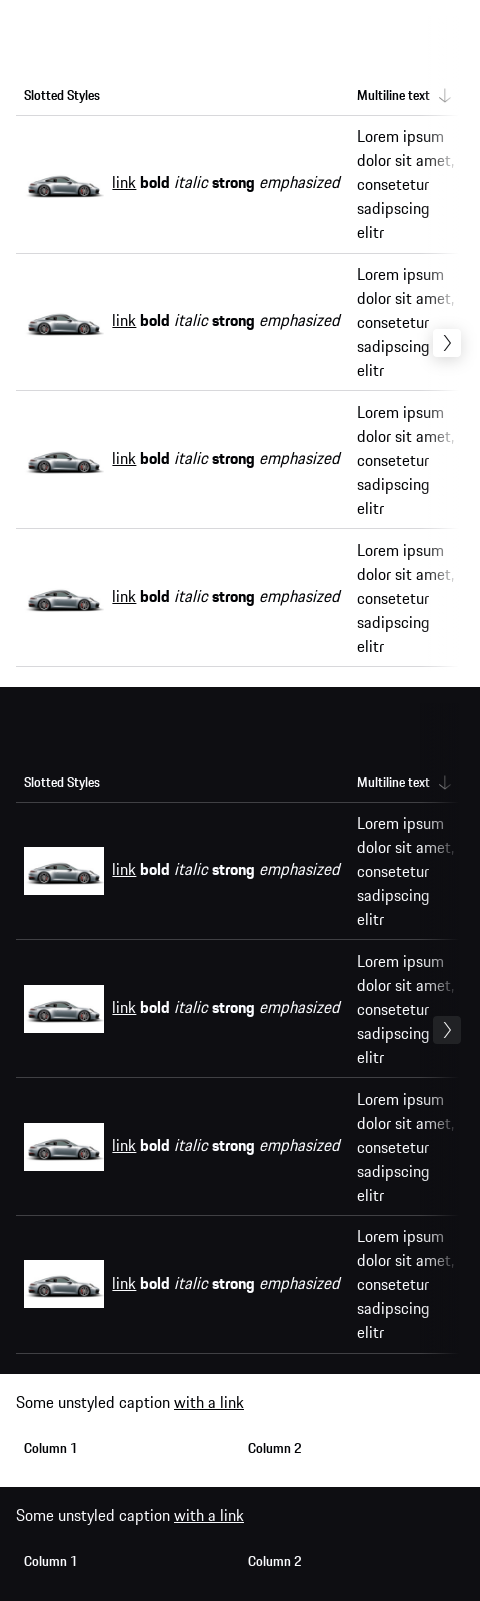 Slotted Styles Multiline text
link bold italic strong emphasized
Lorem ipsum
dolor sit amet,
consetetur
sadipscing
elitr
link bold italic strong emphasized
Lorem ipsum
dolor sit amet,
consetetur
sadipscing
elitr
link bold italic strong emphasized
Lorem ipsum
dolor sit amet,
consetetur
sadipscing
elitr
link bold italic strong emphasized
Lorem ipsum
dolor sit amet,
consetetur
sadipscing
elitr
Slotted Styles Multiline text
link bold italic strong emphasized
Lorem ipsum
dolor sit amet,
consetetur
sadipscing
elitr
link bold italic strong emphasized
Lorem ipsum
dolor sit amet,
consetetur
sadipscing
elitr
link bold italic strong emphasized
Lorem ipsum
dolor sit amet,
consetetur
sadipscing
elitr
link bold italic strong emphasized
Lorem ipsum
dolor sit amet,
consetetur
sadipscing
elitr
Some unstyled caption with a link
Column 1 Column 2
Some unstyled caption with a link
Column 1 Column 2